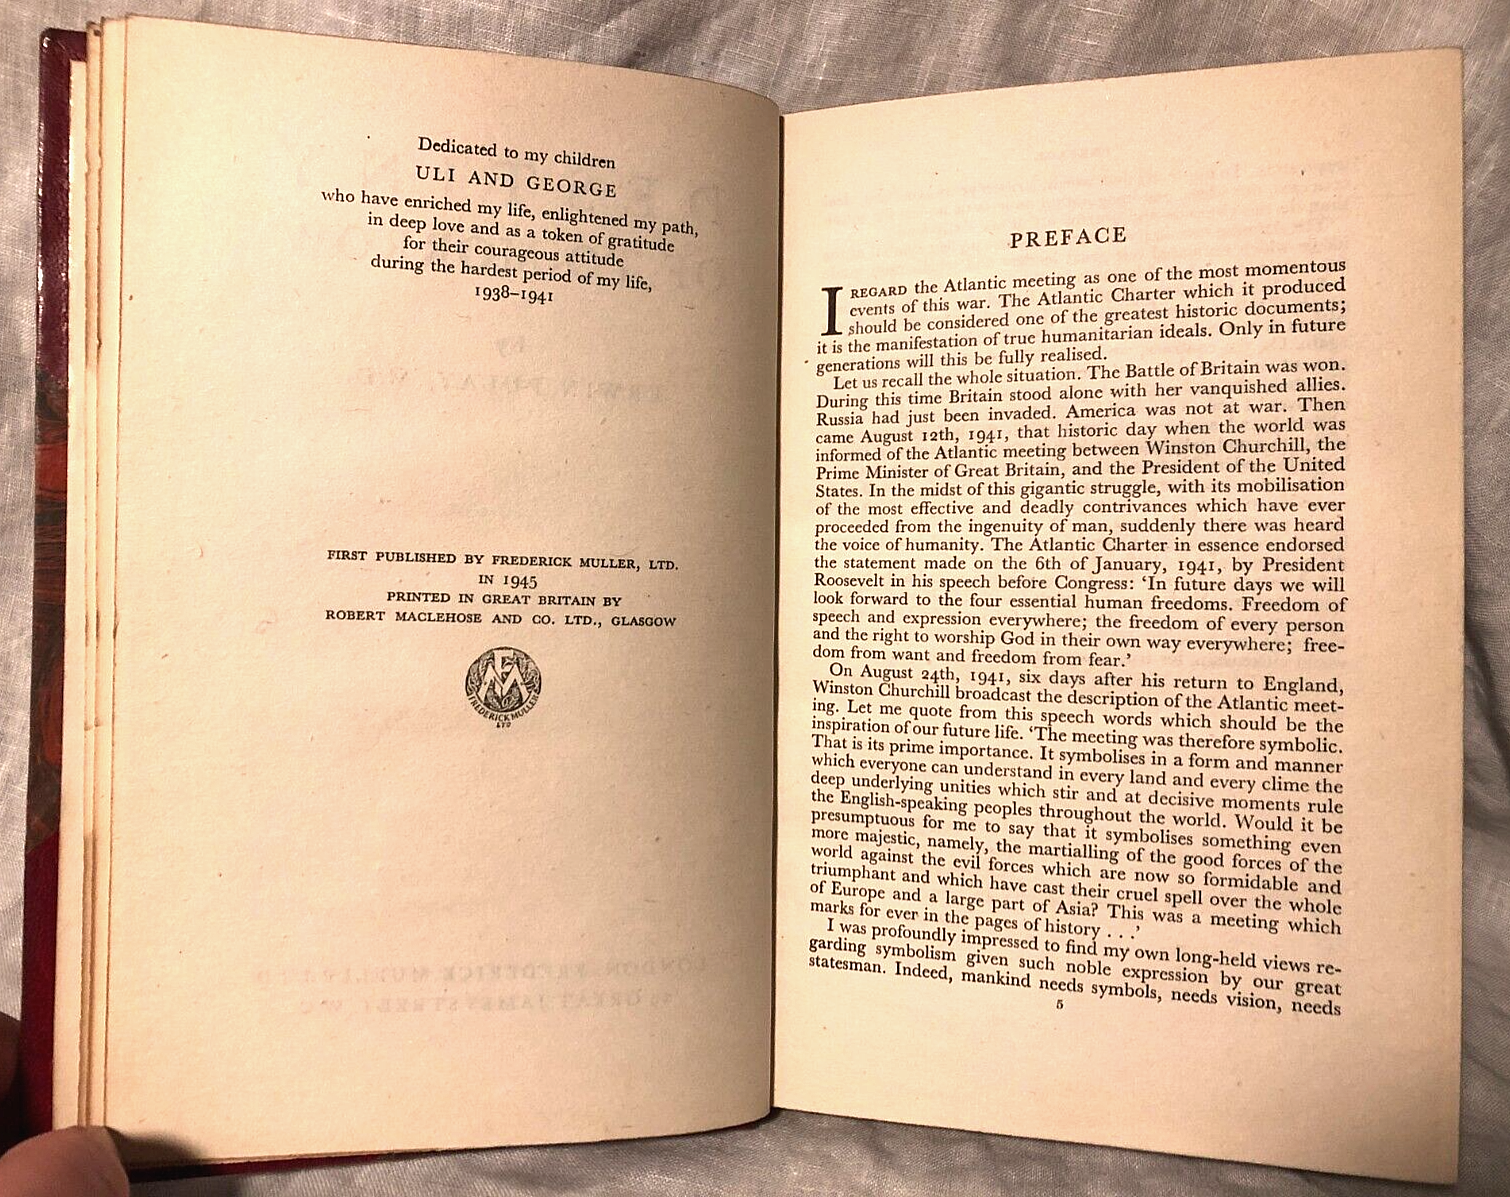 Dedicated to my children
ULI AND GEORGE
who have enriched my life, enlightened my path,
in deep love and as a token of gratitude
for their courageous attitude
during the hardest period of my life,
1938–1941
FIRST PUBLISHED BY FREDERICK MULLER, LTD.
IN 1945
PRINTED IN GREAT BRITAIN BY
ROBERT MACLEHOSE AND CO. LTD., GLASGOW
FREDERICK MULLER
LTD
PREFACE
I REGARD the Atlantic meeting as one of the most momentous
events of this war. The Atlantic Charter which it produced
should be considered one of the greatest historic documents;
it is the manifestation of true humanitarian ideals. Only in future
generations will this be fully realised.
Let us recall the whole situation. The Battle of Britain was won.
During this time Britain stood alone with her vanquished allies.
Russia had just been invaded. America was not at war. Then
came August 12th, 1941, that historic day when the world was
informed of the Atlantic meeting between Winston Churchill, the
Prime Minister of Great Britain, and the President of the United
States. In the midst of this gigantic struggle, with its mobilisation
of the most effective and deadly contrivances which have ever
proceeded from the ingenuity of man, suddenly there was heard
the voice of humanity. The Atlantic Charter in essence endorsed
the statement made on the 6th of January, 1941, by President
Roosevelt in his speech before Congress: ‘In future days we will
look forward to the four essential human freedoms. Freedom of
speech and expression everywhere; the freedom of every person
and the right to worship God in their own way everywhere; free-
dom from want and freedom from fear.’
On August 24th, 1941, six days after his return to England,
Winston Churchill broadcast the description of the Atlantic meet-
ing. Let me quote from this speech words which should be the
inspiration of our future life. ‘The meeting was therefore symbolic.
That is its prime importance. It symbolises in a form and manner
which everyone can understand in every land and every clime the
deep underlying unities which stir and at decisive moments rule
the English-speaking peoples throughout the world. Would it be
presumptuous for me to say that it symbolises something even
more majestic, namely, the martialling of the good forces of the
world against the evil forces which are now so formidable and
triumphant and which have cast their cruel spell over the whole
of Europe and a large part of Asia? This was a meeting which
marks for ever in the pages of history . . .’
I was profoundly impressed to find my own long-held views re-
garding symbolism given such noble expression by our great
statesman. Indeed, mankind needs symbols, needs vision, needs
5